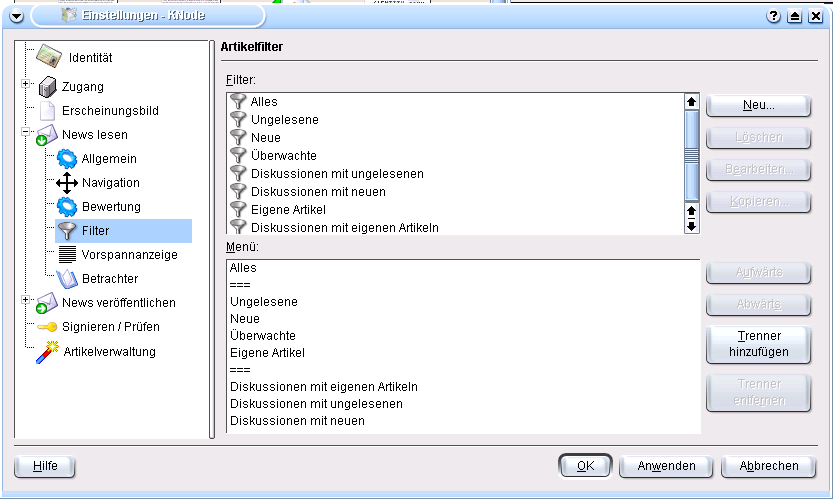 Einstellungen - KNode
Identität
Zugang
Erscheinungsbild
News lesen
Allgemein
Navigation
Bewertung
Filter
Vorspannanzeige
Betrachter
News veröffentlichen
Signieren / Prüfen
Artikelverwaltung
Artikelfilter
Filter:
Alles
Ungelesene
Neue
Überwachte
Diskussionen mit ungelesenen
Diskussionen mit neuen
Eigene Artikel
Diskussionen mit eigenen Artikeln
Neu...
Löschen
Bearbeiten...
Kopieren...
Menü:
Alles
===
Ungelesene
Neue
Überwachte
Eigene Artikel
===
Diskussionen mit eigenen Artikeln
Diskussionen mit ungelesenen
Diskussionen mit neuen
Aufwärts
Abwärts
Trenner
hinzufügen
Trenner
entfernen
Hilfe
OK
Anwenden
Abbrechen